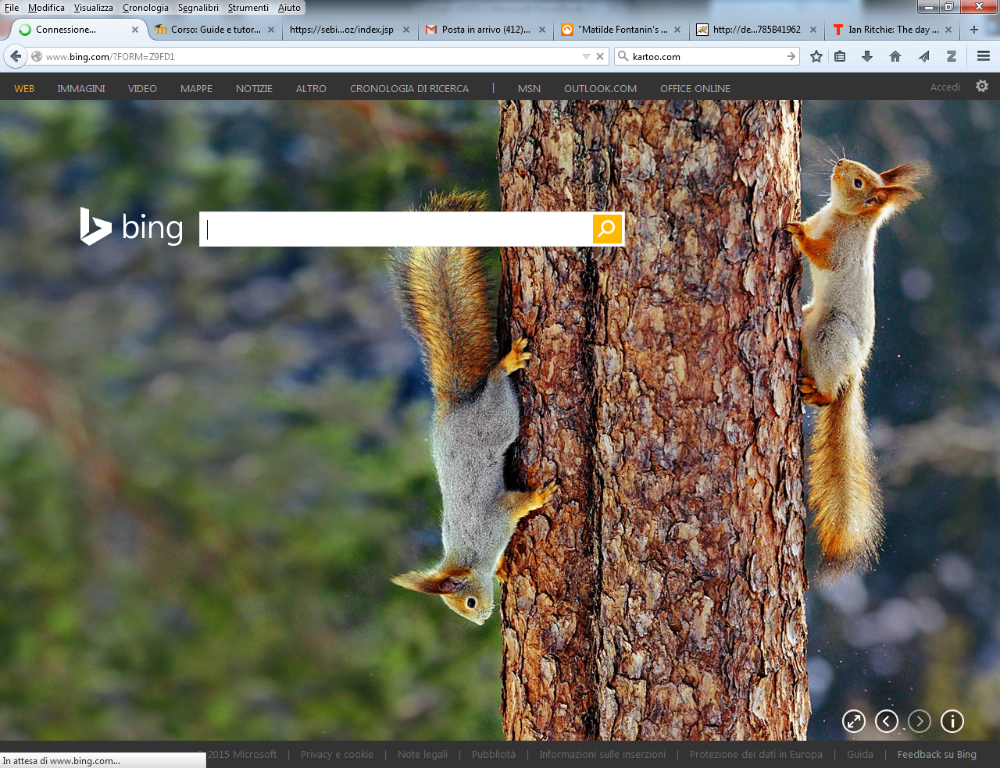 File Modifica Visualizza Cronologia Segnalibri Strumenti Aiuto
Connessione... Corso: Guide e tutor... https://sebi...oz/index.jsp Posta in arrivo (412)... "Matilde Fontanin's ... http://de...785B41962 Ian Ritchie: The day ...
www.bing.com/?FORM=Z9FD1 kartoo.com
WEB IMMAGINI VIDEO MAPPE NOTIZIE ALTRO CRONOLOGIA DI RICERCA | MSN OUTLOOK.COM OFFICE ONLINE Accedi
bing
© 2015 Microsoft | Privacy e cookie | Note legali | Pubblicità | Informazioni sulle inserzioni | Protezione dei dati in Europa | Guida | Feedback su Bing
In attesa di www.bing.com...